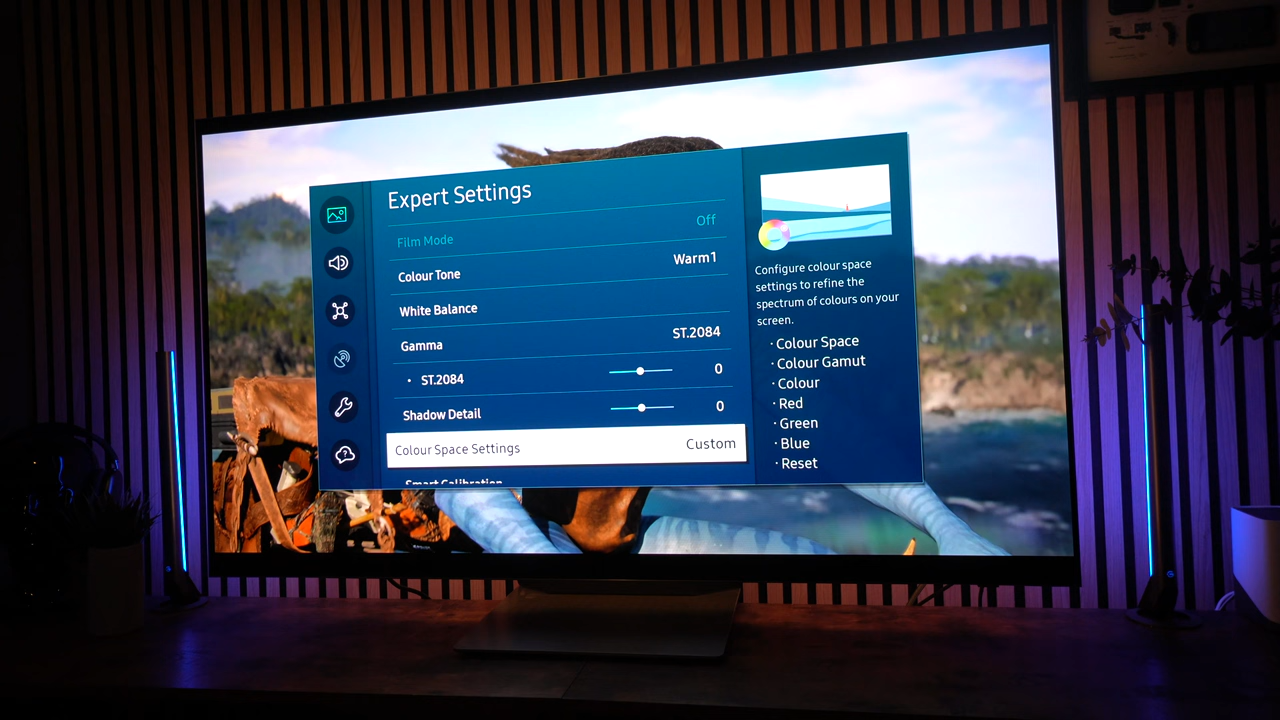 Expert Settings
Film Mode Off
Colour Tone Warm1
White Balance
Gamma ST.2084
• ST.2084 0
Shadow Detail 0
Colour Space Settings Custom
Smart Calibration
Configure colour space
settings to refine the
spectrum of colours on your
screen.
· Colour Space
· Colour Gamut
· Colour
· Red
· Green
· Blue
· Reset